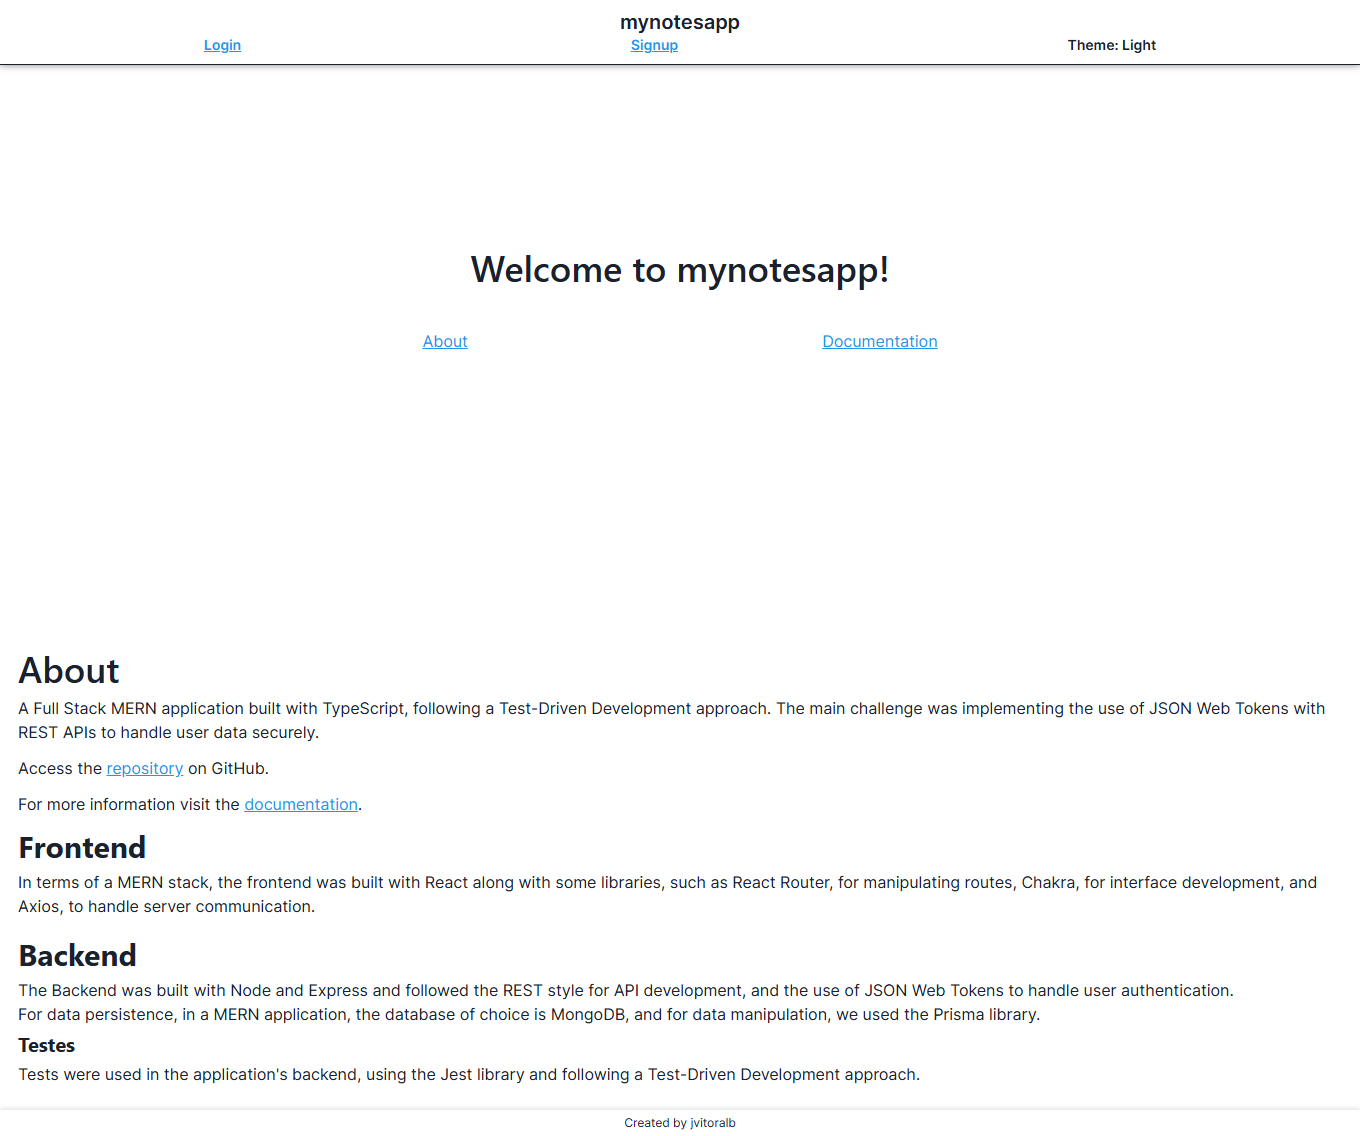 mynotesapp
Login Signup Theme: Light
Welcome to mynotesapp!
About Documentation
About
A Full Stack MERN application built with TypeScript, following a Test-Driven Development approach. The main challenge was implementing the use of JSON Web Tokens with
REST APIs to handle user data securely.
Access the repository on GitHub.
For more information visit the documentation.
Frontend
In terms of a MERN stack, the frontend was built with React along with some libraries, such as React Router, for manipulating routes, Chakra, for interface development, and
Axios, to handle server communication.
Backend
The Backend was built with Node and Express and followed the REST style for API development, and the use of JSON Web Tokens to handle user authentication.
For data persistence, in a MERN application, the database of choice is MongoDB, and for data manipulation, we used the Prisma library.
Testes
Tests were used in the application's backend, using the Jest library and following a Test-Driven Development approach.
Created by jvitoralb